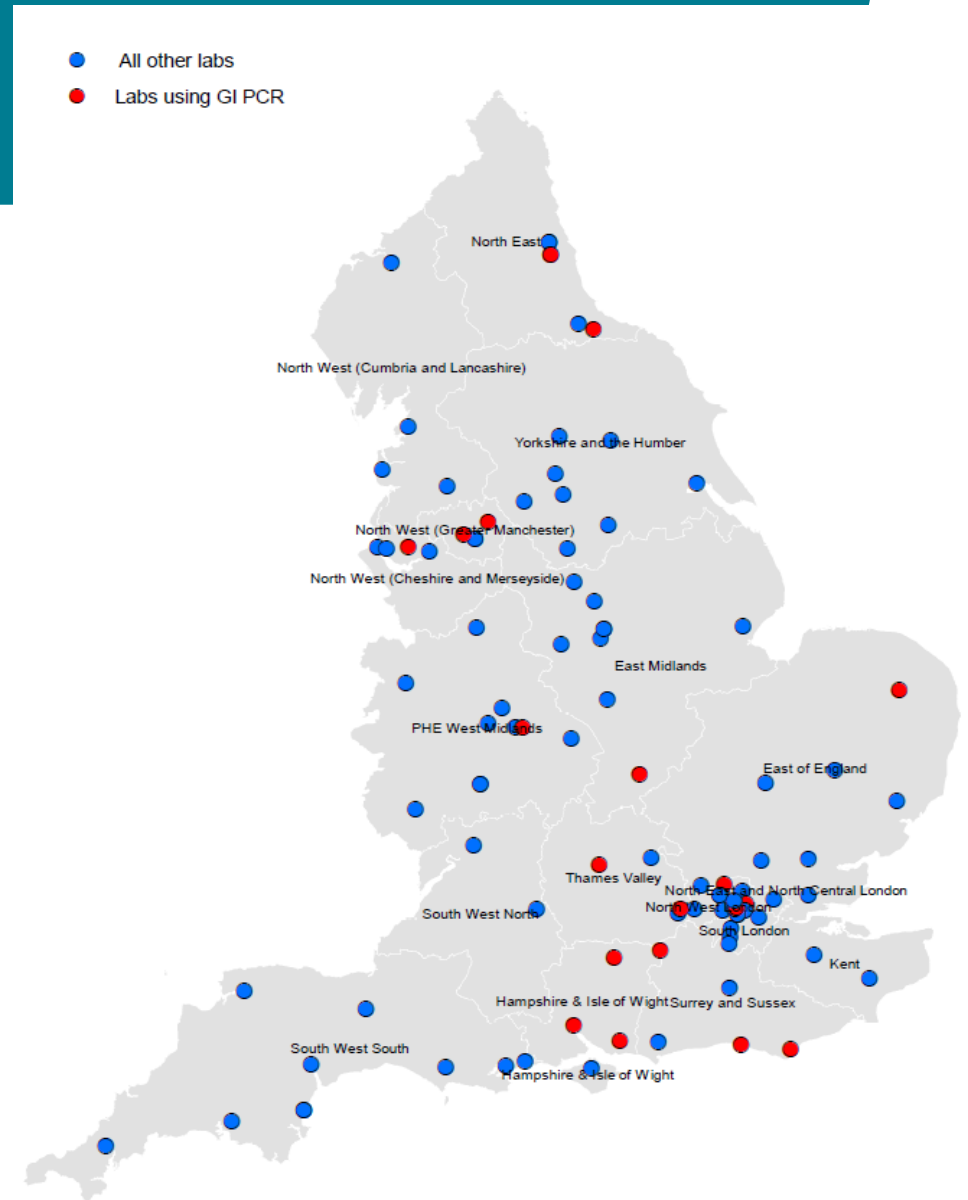 All other labs
Labs using GI PCR
North East
North West (Cumbria and Lancashire)
Yorkshire and the Humber
North West (Greater Manchester)
North West (Cheshire and Merseyside)
East Midlands
PHE West Midlands
East of England
Thames Valley
North East and North Central London
North West London
South West North
South London
Kent
Hampshire & Isle of Wight
Surrey and Sussex
South West South
Hampshire & Isle of Wight